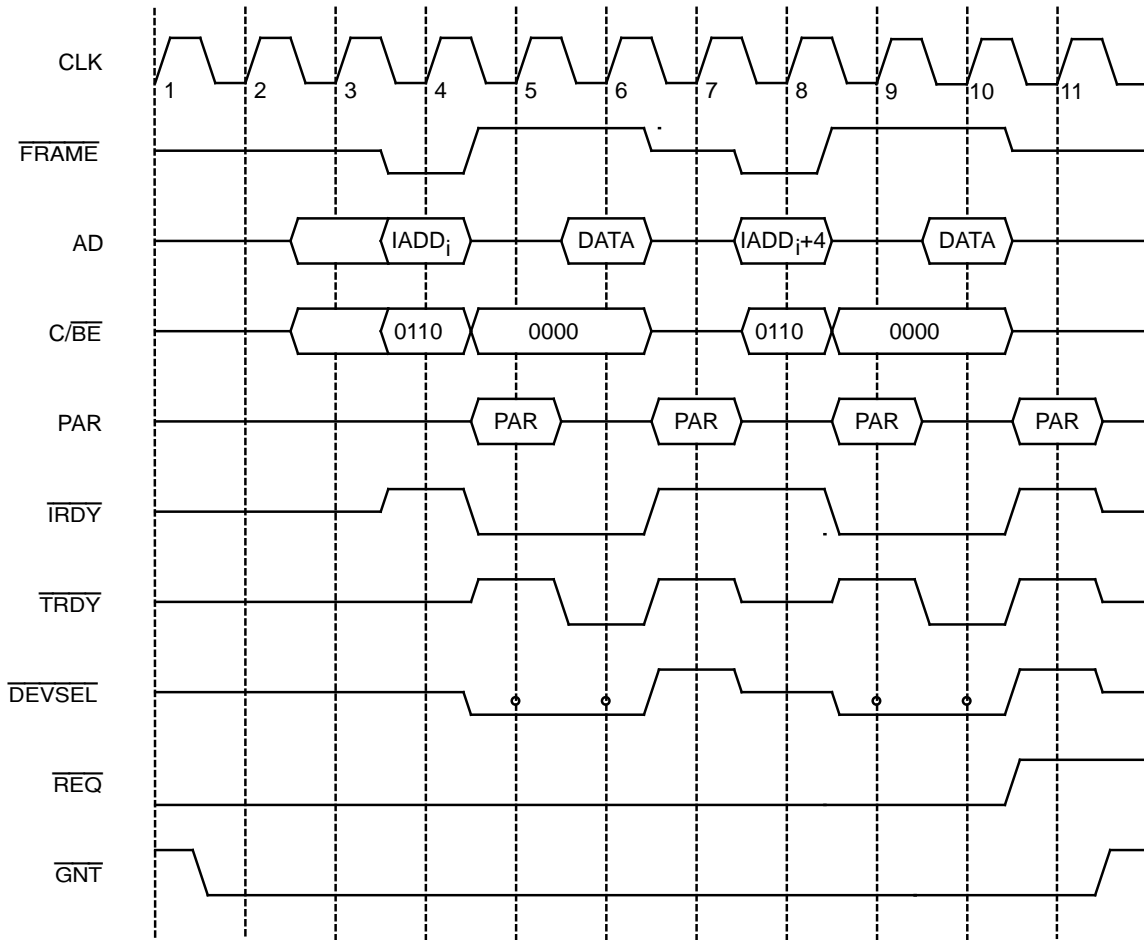 CLK
1 2 3 4 5 6 7 8 9 10 11
FRAME
AD IADDi DATA IADDi+4 DATA
C/BE 0110 0000 0110 0000
PAR PAR PAR PAR PAR
IRDY
TRDY
DEVSEL
REQ
GNT